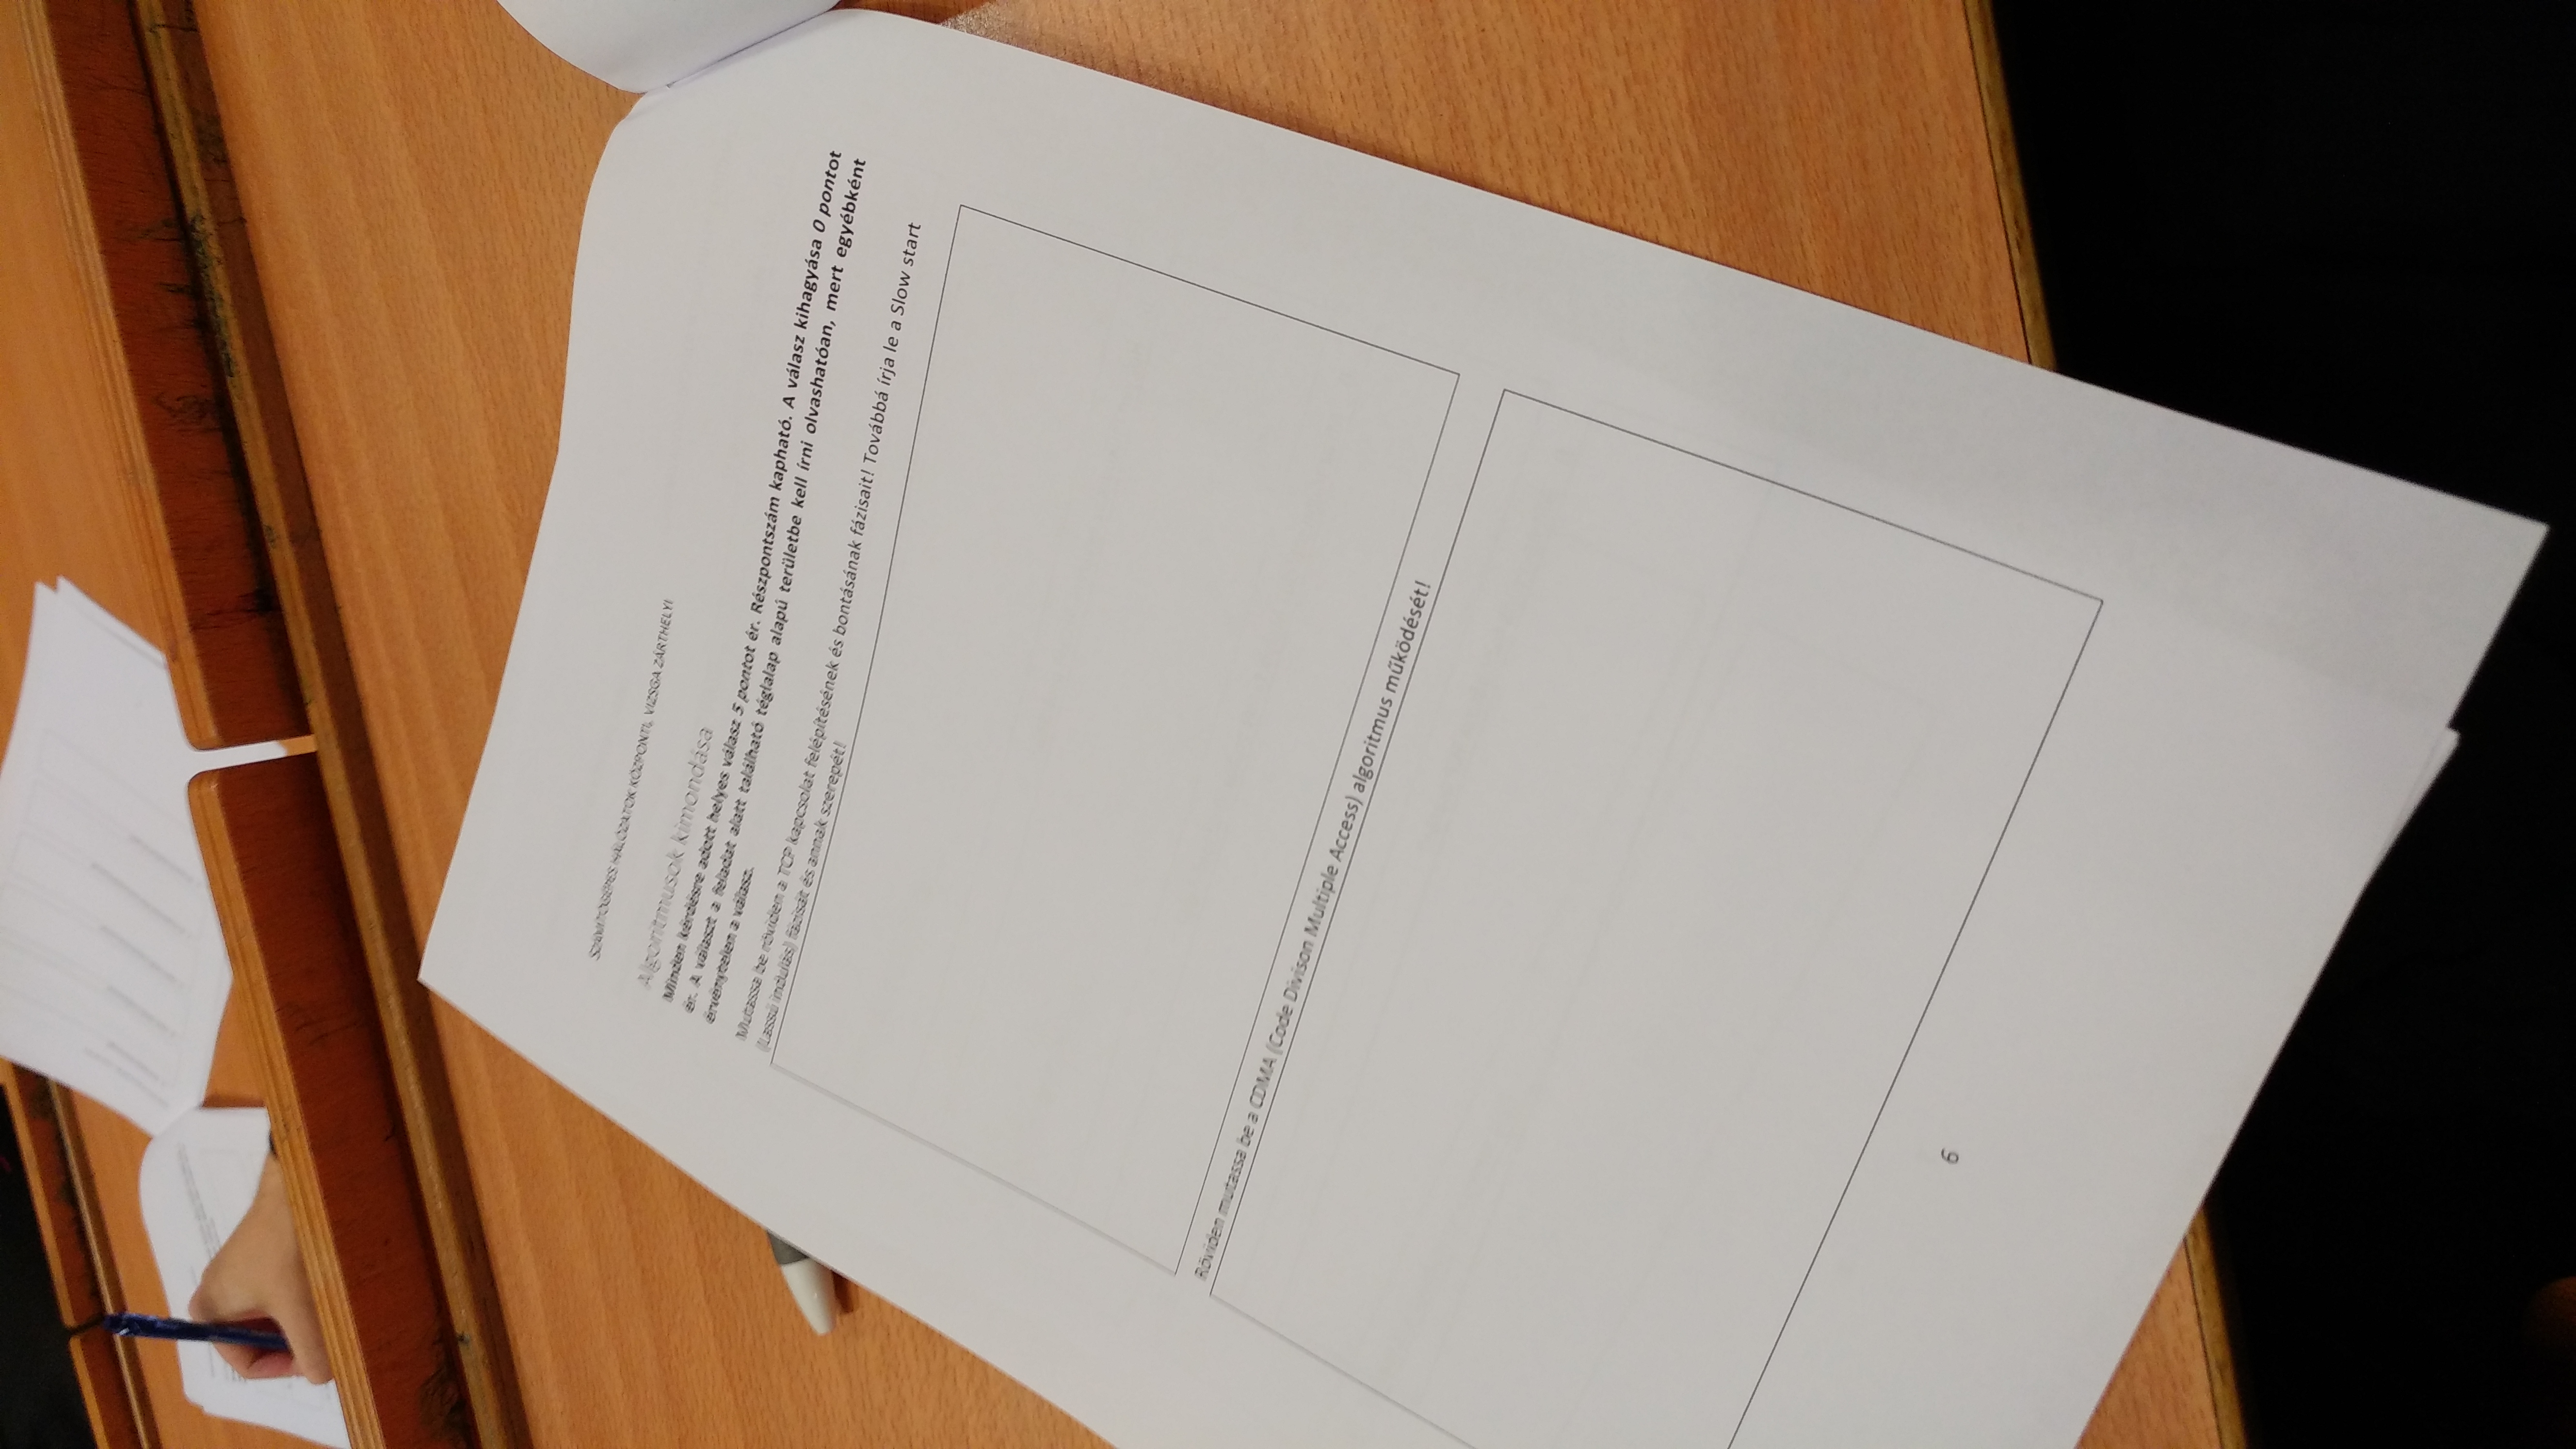 SZÁMÍTÓGÉPES HÁLÓZATOK KÖZPONTI, VIZSGA ZÁRTHELYI
Algoritmusok kimondása
Minden kérdésre adott helyes válasz 5 pontot ér. Részpontszám kapható. A válasz kihagyása 0 pontot
ér. A választ a feladat alatt található téglalap alapú területbe kell írni olvashatóan, mert egyébként
érvénytelen a válasz.
Mutassa be röviden a TCP kapcsolat felépítésének és bontásának fázisait! Továbbá írja le a Slow start
(Lassú indulás) fázisát és annak szerepét!
Röviden mutassa be a CDMA (Code Divison Multiple Access) algoritmus működését!
6